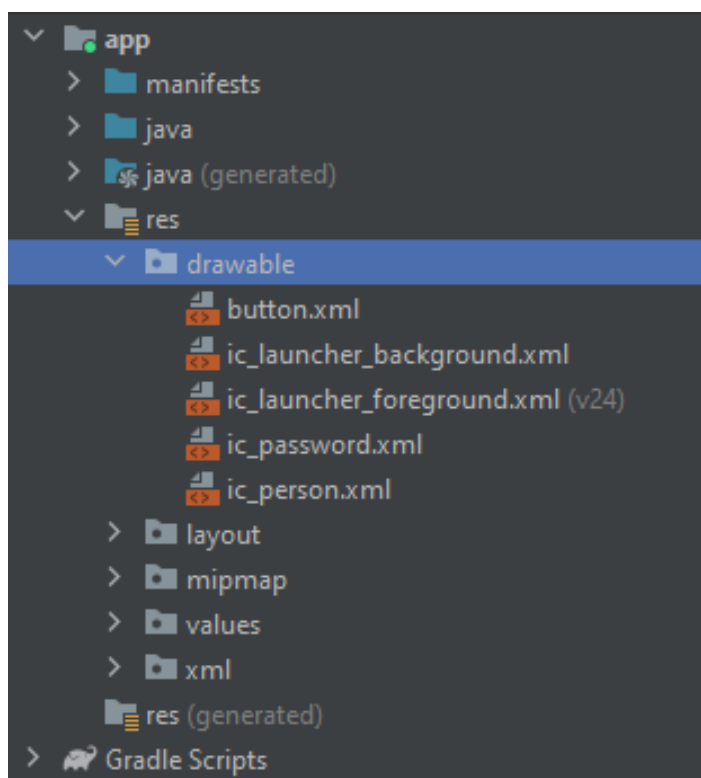 app
manifests
java
java (generated)
res
drawable
button.xml
ic_launcher_background.xml
ic_launcher_foreground.xml (v24)
ic_password.xml
ic_person.xml
layout
mipmap
values
xml
res (generated)
Gradle Scripts